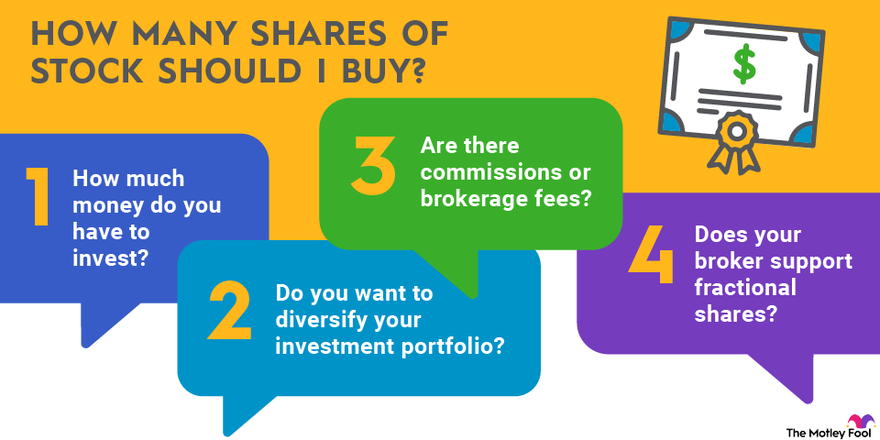 HOW MANY SHARES OF
STOCK SHOULD I BUY?
$
1
How much
money do you
have to
invest?
2
Do you want to
diversify your
investment portfolio?
3
Are there
commissions or
brokerage fees?
4
Does your
broker support
fractional
shares?
The Motley Fool